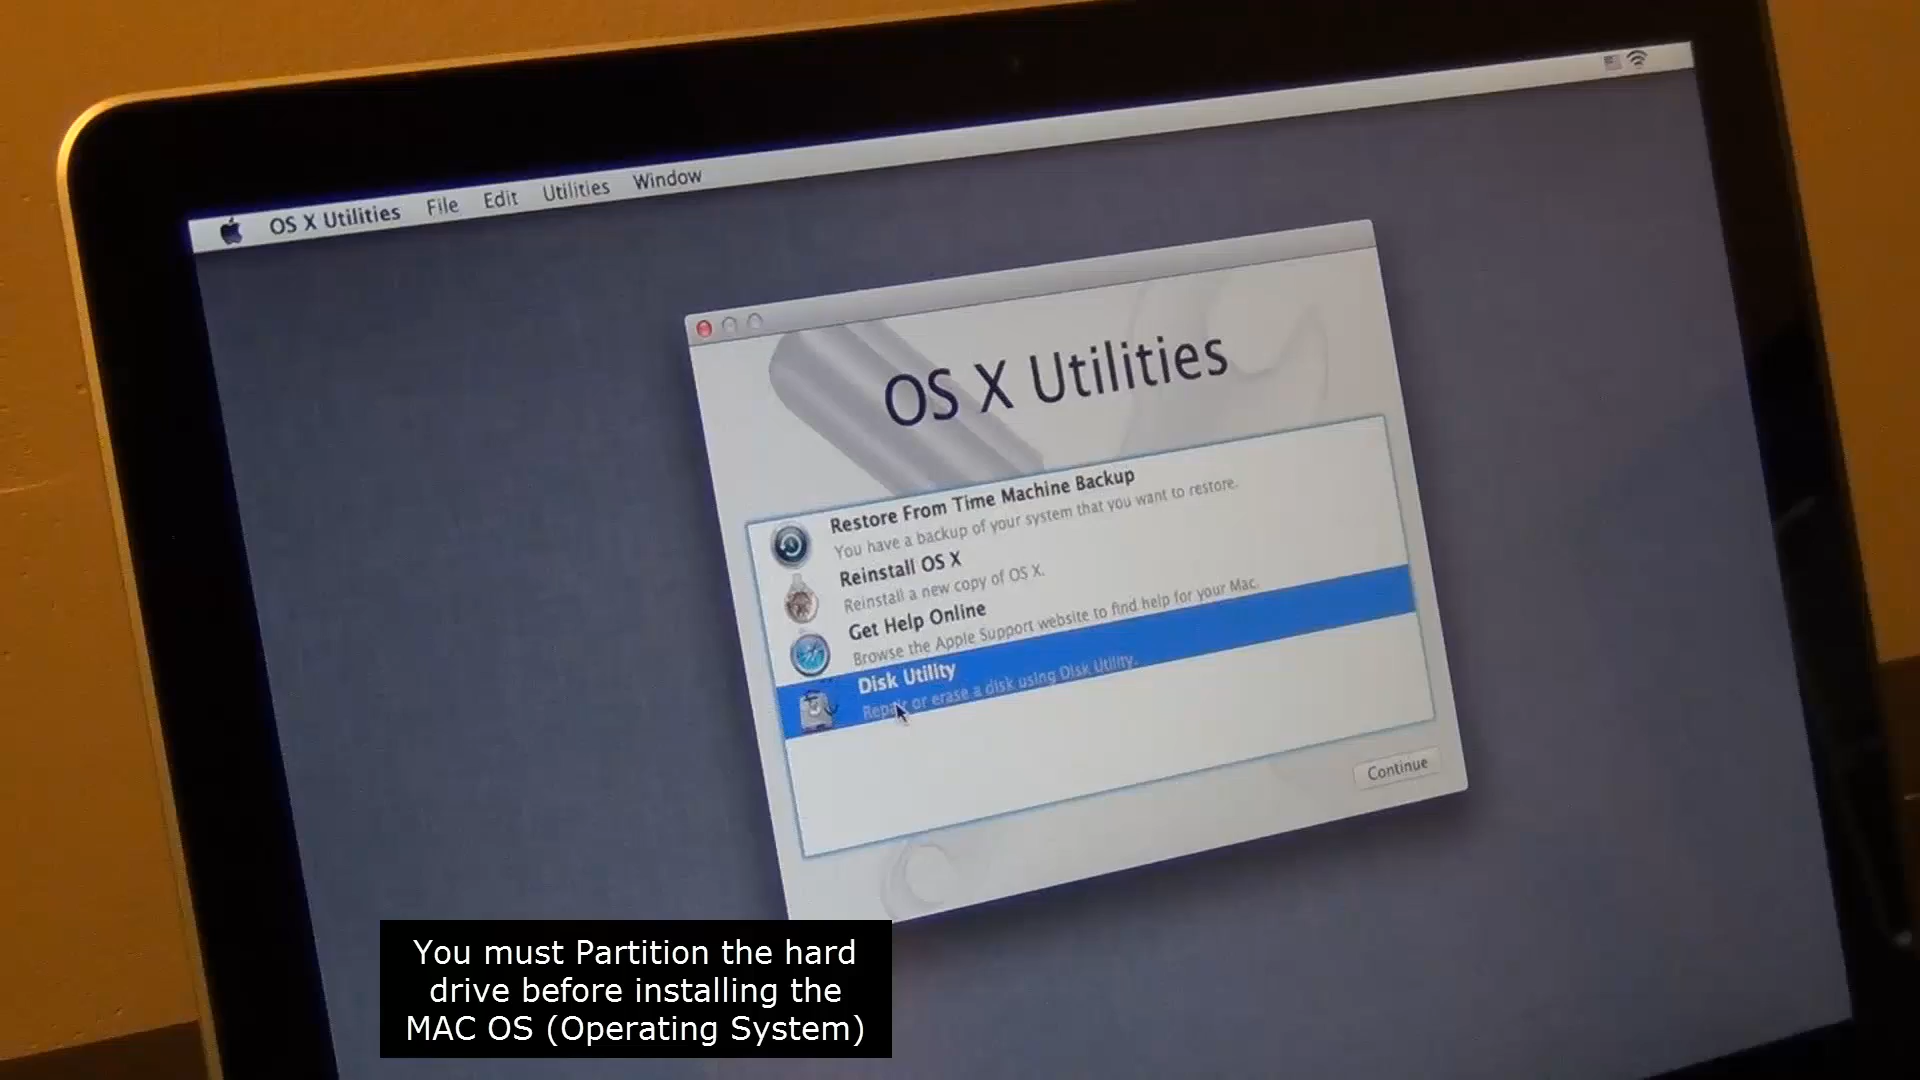 OS X Utilities File Edit Utilities Window
OS X Utilities
Restore From Time Machine Backup
You have a backup of your system that you want to restore.
Reinstall OS X
Reinstall a new copy of OS X.
Get Help Online
Browse the Apple Support website to find help for your Mac.
Disk Utility
Repair or erase a disk using Disk Utility.
Continue
You must Partition the hard
drive before installing the
MAC OS (Operating System)